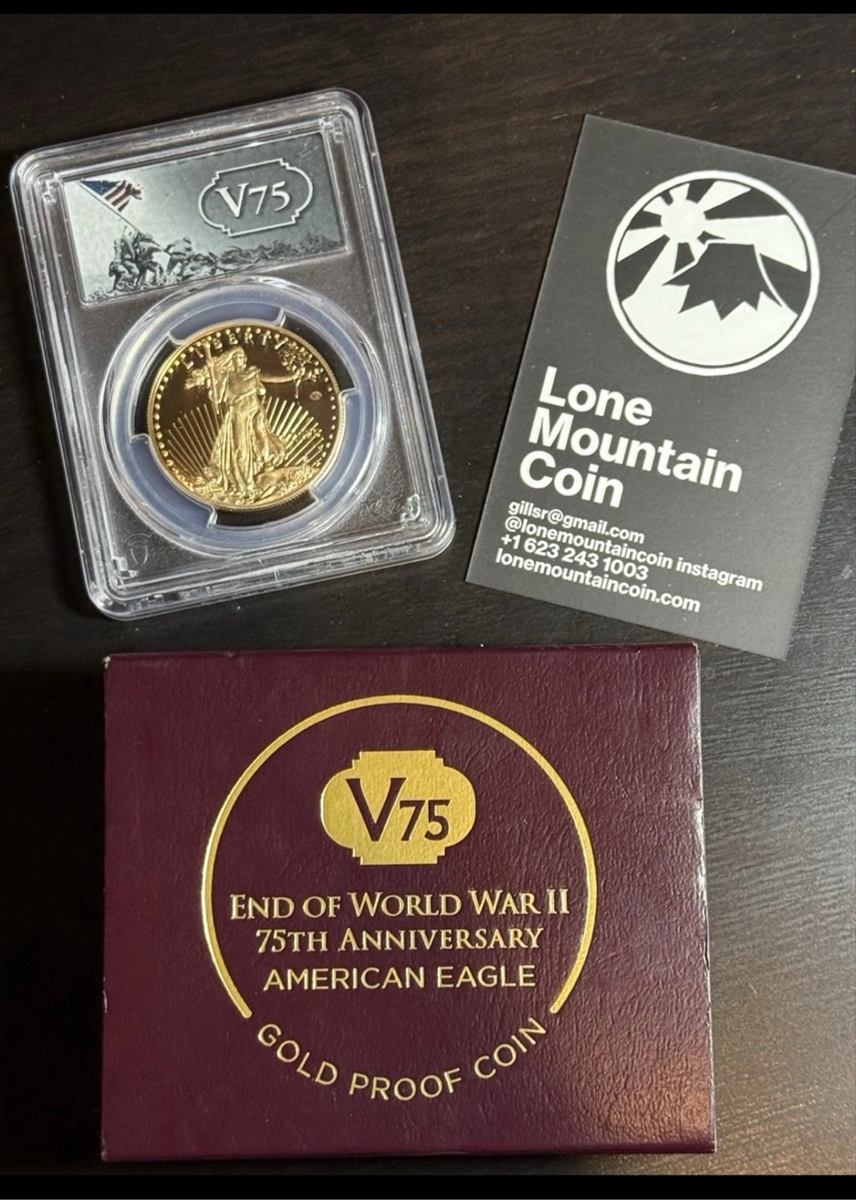 V75
LIBERTY
Lone
Mountain
Coin
gillsr@gmail.com
@lonemountaincoin instagram
+1 623 243 1003
lonemountaincoin.com
V75
END OF WORLD WAR II
75TH ANNIVERSARY
AMERICAN EAGLE
GOLD PROOF COIN